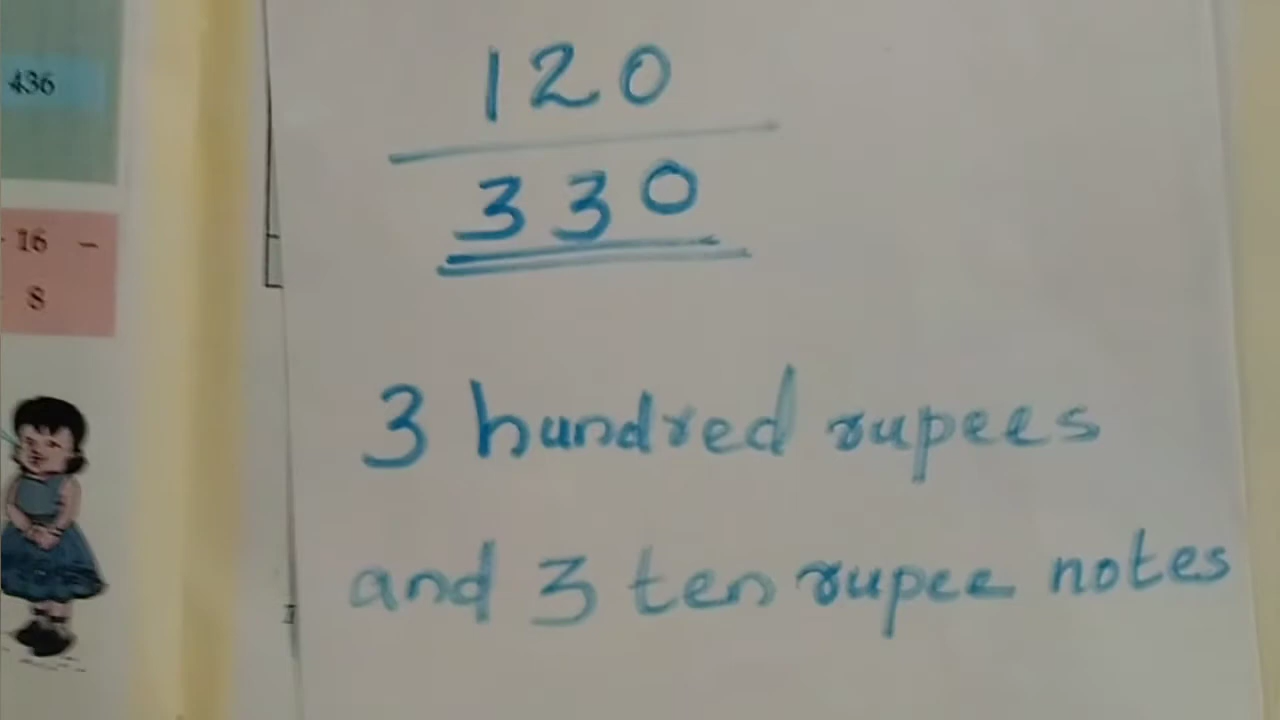 436
16 -
8
120
330
3 hundred rupees
and 3 ten rupee notes